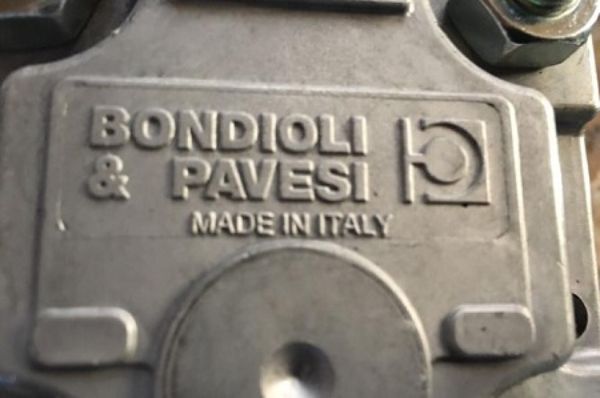 BONDIOLI
& PAVESI
MADE IN ITALY